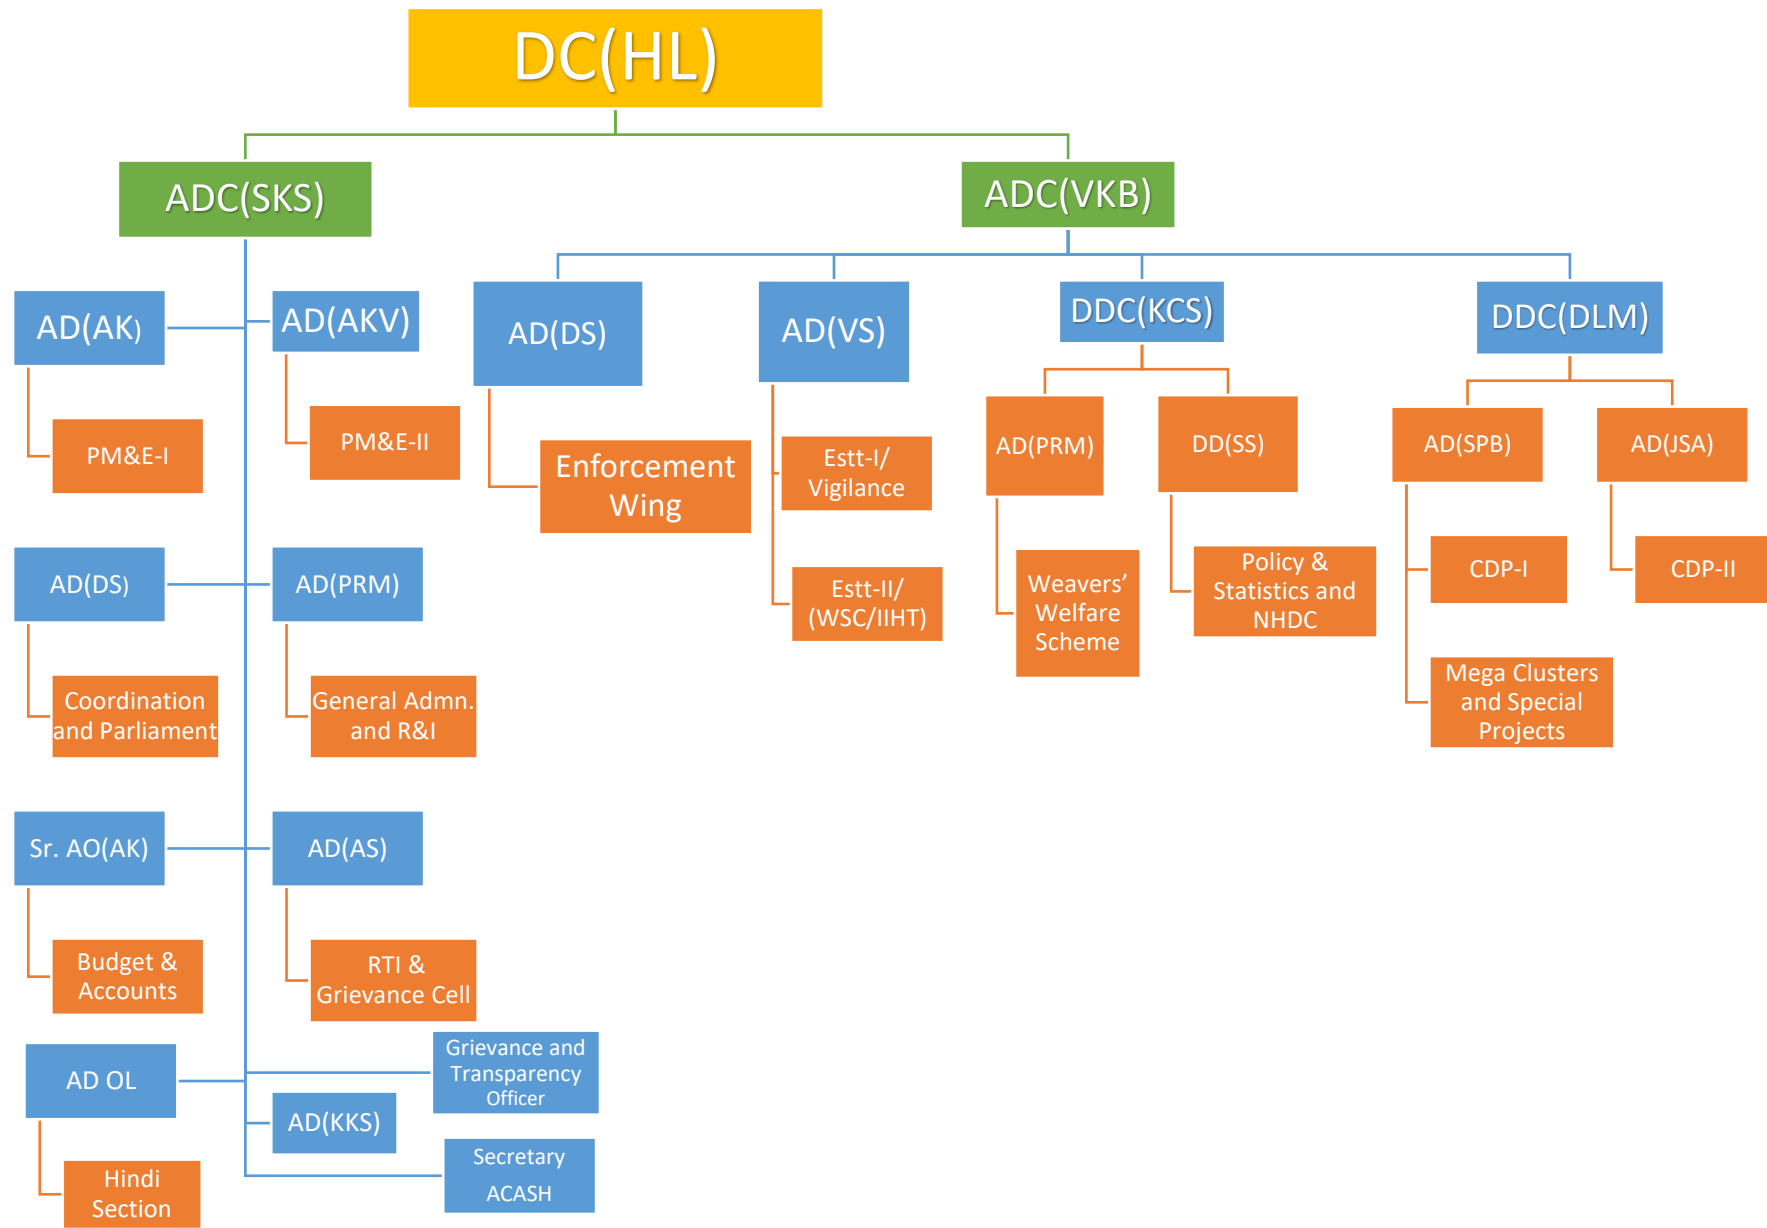 DC(HL)
ADC(SKS)
ADC(VKB)
AD(AK)
AD(AKV)
AD(DS)
AD(VS)
DDC(KCS)
DDC(DLM)
PM&E-I
PM&E-II
Enforcement
Wing
Estt-I/
Vigilance
Estt-II/
(WSC/IIHT)
AD(PRM)
DD(SS)
AD(SPB)
AD(JSA)
Weavers’
Welfare
Scheme
Policy &
Statistics and
NHDC
CDP-I
CDP-II
Mega Clusters
and Special
Projects
AD(DS)
AD(PRM)
Coordination
and Parliament
General Admn.
and R&I
Sr. AO(AK)
AD(AS)
Budget &
Accounts
RTI &
Grievance Cell
AD OL
Grievance and
Transparency
Officer
AD(KKS)
Hindi
Section
Secretary
ACASH